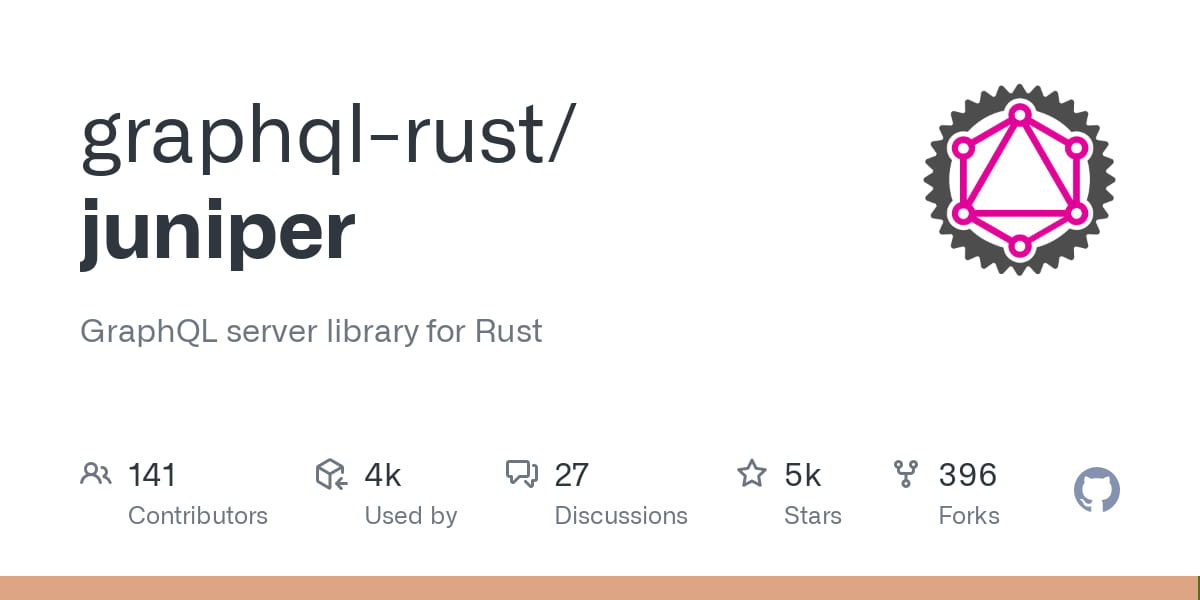 graphql-rust/
juniper
GraphQL server library for Rust
141 4k 27 5k 396
Contributors Used by Discussions Stars Forks